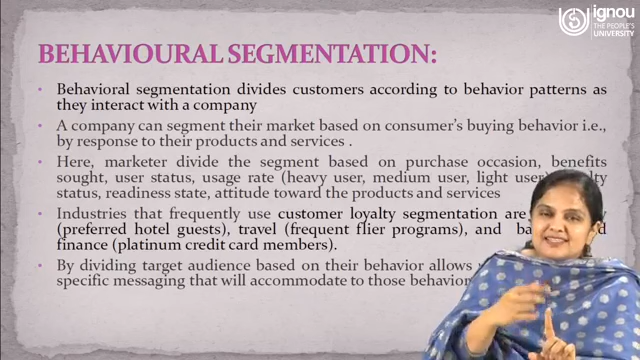 ignou
THE PEOPLE'S
UNIVERSITY
BEHAVIOURAL SEGMENTATION:
• Behavioral segmentation divides customers according to behavior patterns as
they interact with a company
• A company can segment their market based on consumer's buying behavior i.e.,
by response to their products and services .
• Here, marketer divide the segment based on purchase occasion, benefits
sought, user status, usage rate (heavy user, medium user, light user)
status, readiness state, attitude toward the products and services
• Industries that frequently use customer loyalty segmentation are
(preferred hotel guests), travel (frequent flier programs), and
finance (platinum credit card members).
• By dividing target audience based on their behavior allows
specific messaging that will accommodate to those behavior